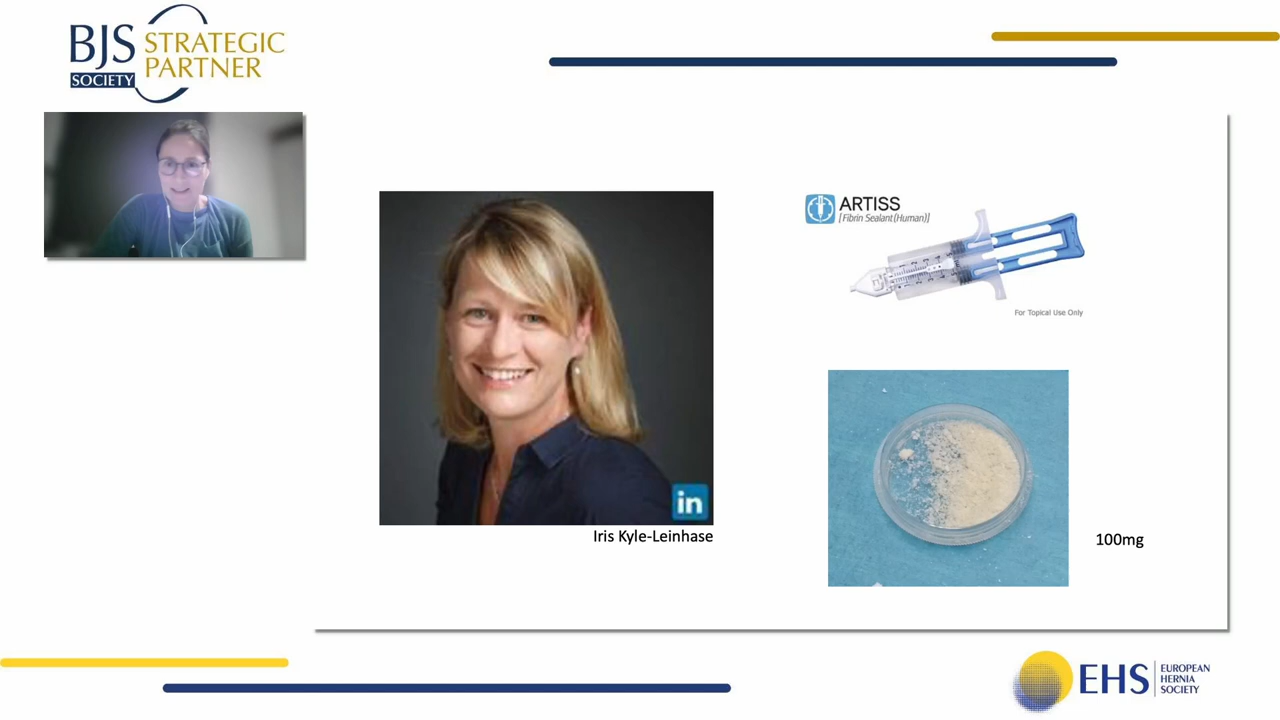 BJS STRATEGIC
SOCIETY PARTNER
ARTISS
[Fibrin Sealant (Human)]
For Topical Use Only
in
Iris Kyle-Leinhase
100mg
EHS
EUROPEAN
HERNIA
SOCIETY